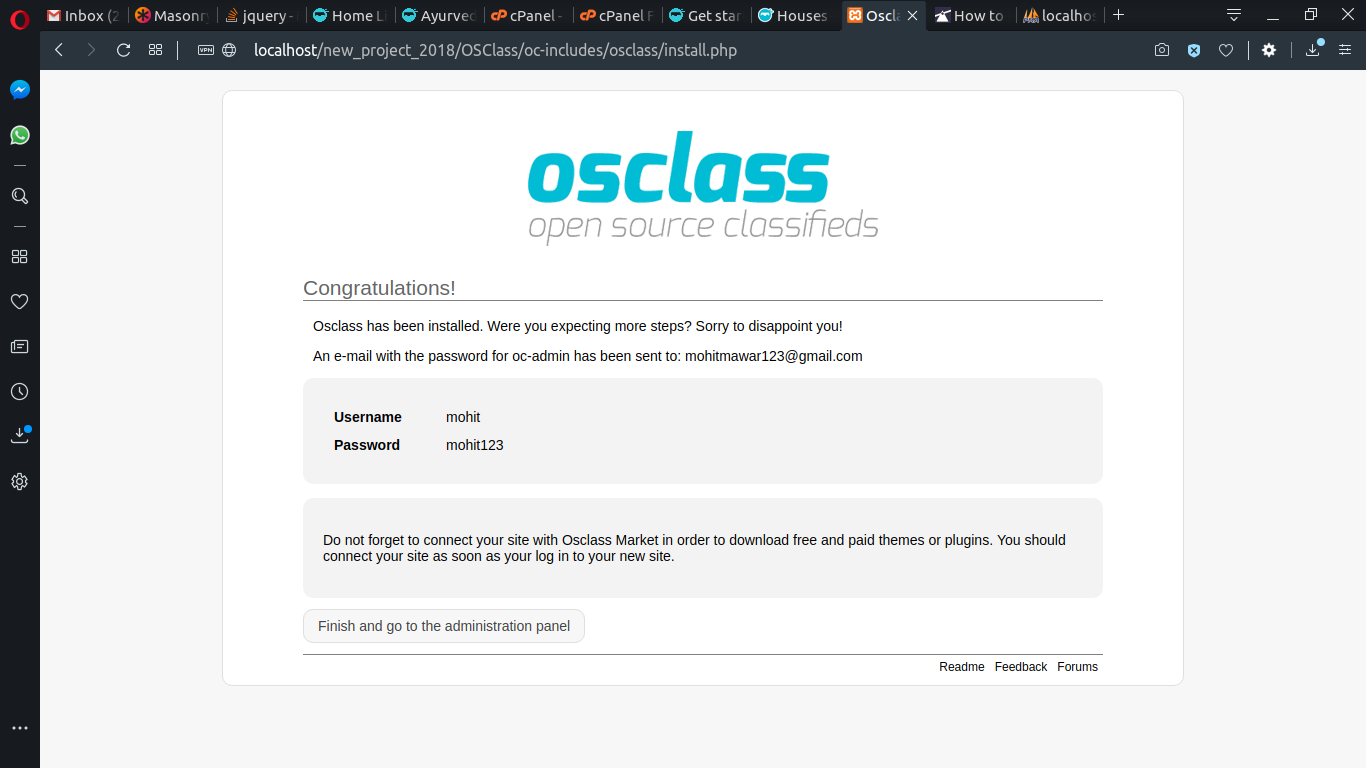 Inbox (2
Masonry
jquery -
Home Li
Ayurved
cPanel -
cPanel F
Get star
Houses
Oscla
How to
localhos
VPN
localhost/new_project_2018/OSClass/oc-includes/osclass/install.php
osclass
open source classifieds
Congratulations!
Osclass has been installed. Were you expecting more steps? Sorry to disappoint you!
An e-mail with the password for oc-admin has been sent to: mohitmawar123@gmail.com
Username mohit
Password mohit123
Do not forget to connect your site with Osclass Market in order to download free and paid themes or plugins. You should
connect your site as soon as your log in to your new site.
Finish and go to the administration panel
Readme Feedback Forums